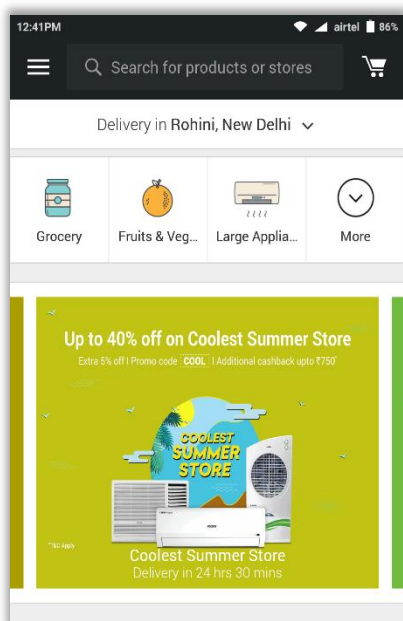 12:41PM airtel 86%
Search for products or stores
Delivery in Rohini, New Delhi
Grocery Fruits & Veg... Large Applia... More
Up to 40% off on Coolest Summer Store
Extra 5% off I Promo code COOL I Additional cashback upto ₹750*
COOLEST
SUMMER
STORE
*T&C Apply
Coolest Summer Store
Delivery in 24 hrs 30 mins